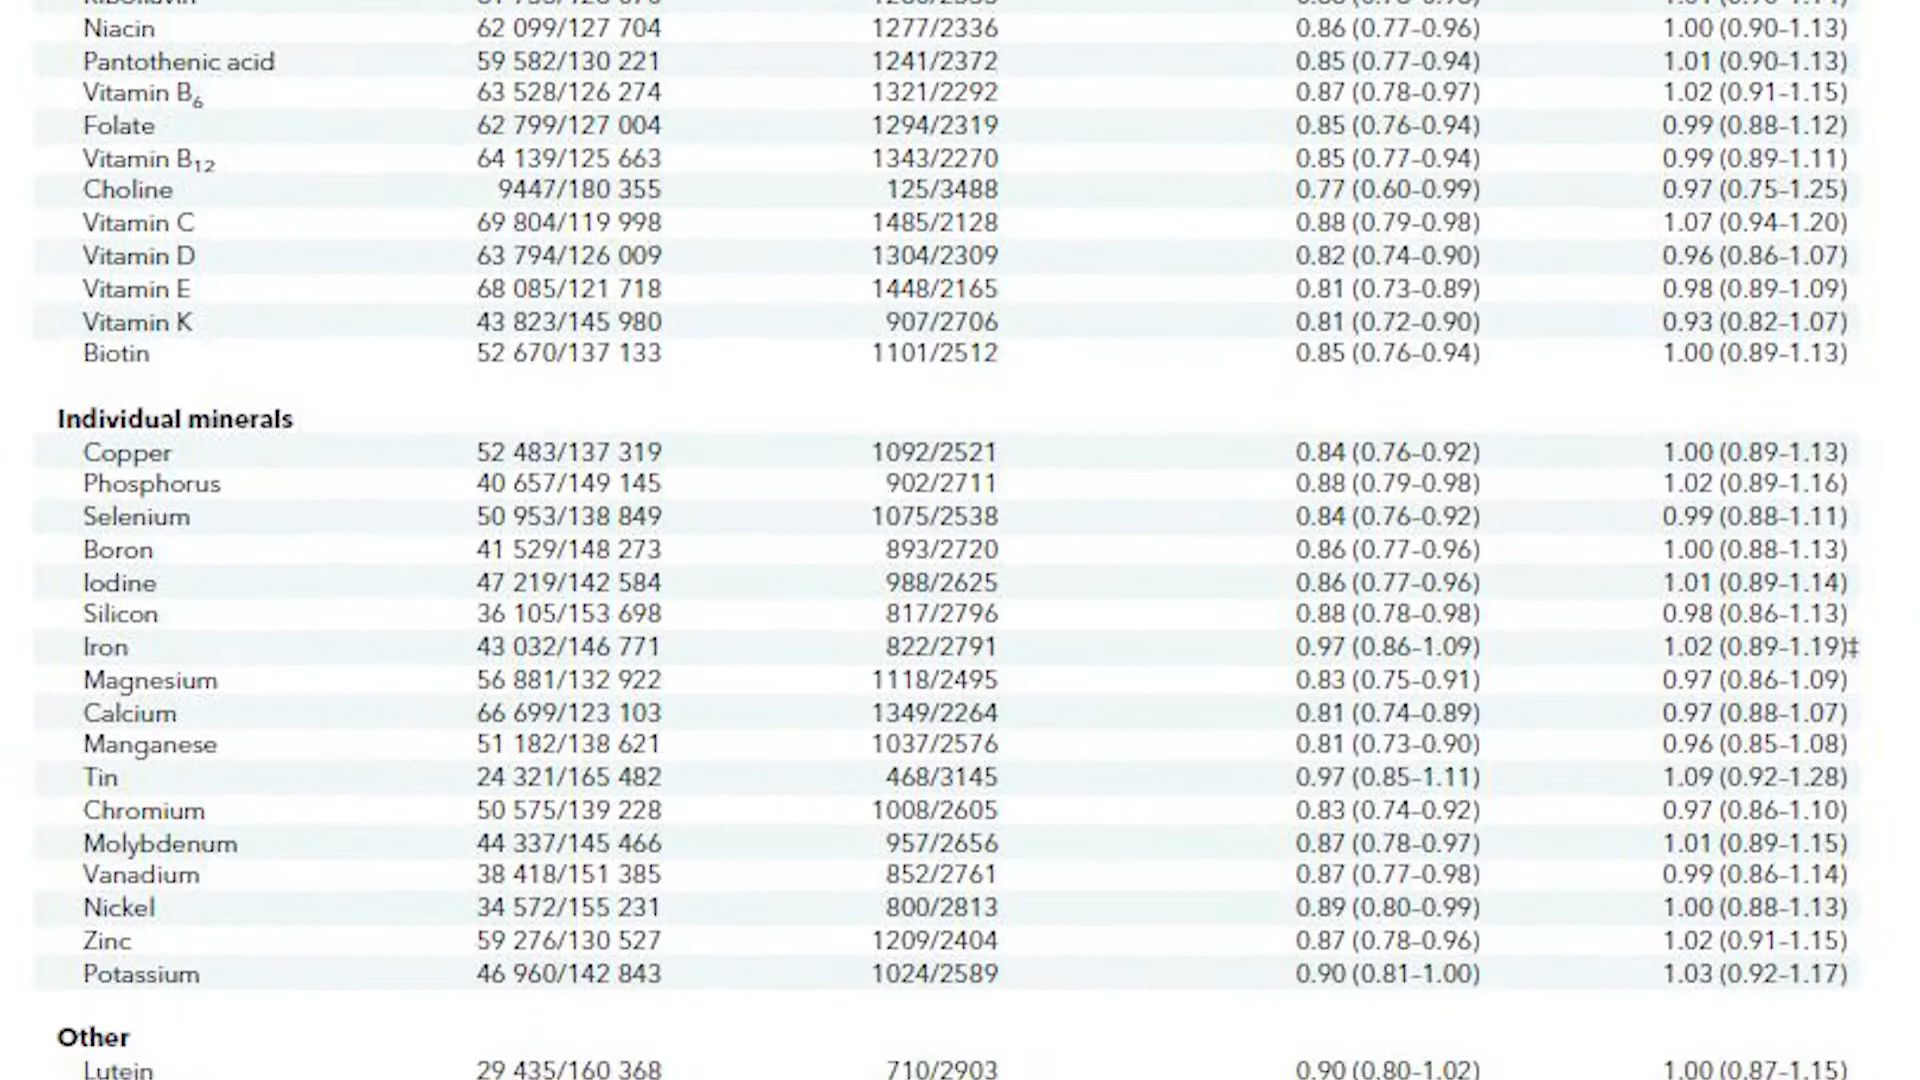 Niacin 62 099/127 704 1277/2336 0.86 (0.77–0.96) 1.00 (0.90–1.13)
Pantothenic acid 59 582/130 221 1241/2372 0.85 (0.77–0.94) 1.01 (0.90–1.13)
Vitamin B6 63 528/126 274 1321/2292 0.87 (0.78–0.97) 1.02 (0.91–1.15)
Folate 62 799/127 004 1294/2319 0.85 (0.76–0.94) 0.99 (0.88–1.12)
Vitamin B12 64 139/125 663 1343/2270 0.85 (0.77–0.94) 0.99 (0.89–1.11)
Choline 9447/180 355 125/3488 0.77 (0.60–0.99) 0.97 (0.75–1.25)
Vitamin C 69 804/119 998 1485/2128 0.88 (0.79–0.98) 1.07 (0.94–1.20)
Vitamin D 63 794/126 009 1304/2309 0.82 (0.74–0.90) 0.96 (0.86–1.07)
Vitamin E 68 085/121 718 1448/2165 0.81 (0.73–0.89) 0.98 (0.89–1.09)
Vitamin K 43 823/145 980 907/2706 0.81 (0.72–0.90) 0.93 (0.82–1.07)
Biotin 52 670/137 133 1101/2512 0.85 (0.76–0.94) 1.00 (0.89–1.13)
Individual minerals
Copper 52 483/137 319 1092/2521 0.84 (0.76–0.92) 1.00 (0.89–1.13)
Phosphorus 40 657/149 145 902/2711 0.88 (0.79–0.98) 1.02 (0.89–1.16)
Selenium 50 953/138 849 1075/2538 0.84 (0.76–0.92) 0.99 (0.88–1.11)
Boron 41 529/148 273 893/2720 0.86 (0.77–0.96) 1.00 (0.88–1.13)
Iodine 47 219/142 584 988/2625 0.86 (0.77–0.96) 1.01 (0.89–1.14)
Silicon 36 105/153 698 817/2796 0.88 (0.78–0.98) 0.98 (0.86–1.13)
Iron 43 032/146 771 822/2791 0.97 (0.86–1.09) 1.02 (0.89–1.19)‡
Magnesium 56 881/132 922 1118/2495 0.83 (0.75–0.91) 0.97 (0.86–1.09)
Calcium 66 699/123 103 1349/2264 0.81 (0.74–0.89) 0.97 (0.88–1.07)
Manganese 51 182/138 621 1037/2576 0.81 (0.73–0.90) 0.96 (0.85–1.08)
Tin 24 321/165 482 468/3145 0.97 (0.85–1.11) 1.09 (0.92–1.28)
Chromium 50 575/139 228 1008/2605 0.83 (0.74–0.92) 0.97 (0.86–1.10)
Molybdenum 44 337/145 466 957/2656 0.87 (0.78–0.97) 1.01 (0.89–1.15)
Vanadium 38 418/151 385 852/2761 0.87 (0.77–0.98) 0.99 (0.86–1.14)
Nickel 34 572/155 231 800/2813 0.89 (0.80–0.99) 1.00 (0.88–1.13)
Zinc 59 276/130 527 1209/2404 0.87 (0.78–0.96) 1.02 (0.91–1.15)
Potassium 46 960/142 843 1024/2589 0.90 (0.81–1.00) 1.03 (0.92–1.17)
Other
Lutein 29 435/160 368 710/2903 0.90 (0.80–1.02) 1.00 (0.87–1.15)